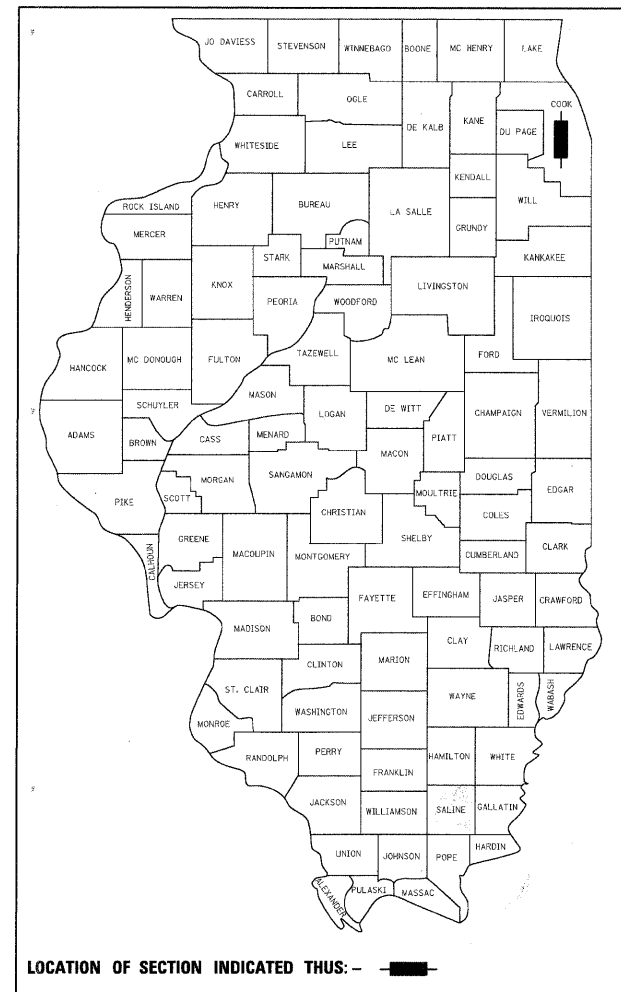 JO DAVIESS STEVENSON WINNEBAGO BOONE MC HENRY LAKE
CARROLL OGLE DE KALB KANE COOK
DU PAGE
WHITESIDE LEE
KENDALL
ROCK ISLAND HENRY BUREAU LA SALLE WILL
MERCER PUTNAM GRUNDY
STARK MARSHALL KANKAKEE
HENDERSON WARREN KNOX PEORIA WOODFORD LIVINGSTON
IROQUOIS
HANCOCK MC DONOUGH FULTON TAZEWELL MC LEAN FORD
MASON
SCHUYLER LOGAN DE WITT CHAMPAIGN VERMILION
ADAMS BROWN CASS MENARD PIATT
MACON
MORGAN SANGAMON DOUGLAS
PIKE SCOTT CHRISTIAN MOULTRIE EDGAR
COLES
GREENE SHELBY
CALHOUN MACOUPIN MONTGOMERY CUMBERLAND CLARK
JERSEY
FAYETTE EFFINGHAM JASPER CRAWFORD
MADISON BOND
CLAY RICHLAND LAWRENCE
CLINTON MARION
ST. CLAIR WAYNE EDWARDS WABASH
WASHINGTON JEFFERSON
MONROE
RANDOLPH PERRY HAMILTON WHITE
FRANKLIN
JACKSON WILLIAMSON SALINE GALLATIN
UNION JOHNSON POPE HARDIN
ALEXANDER PULASKI MASSAC
LOCATION OF SECTION INDICATED THUS: -